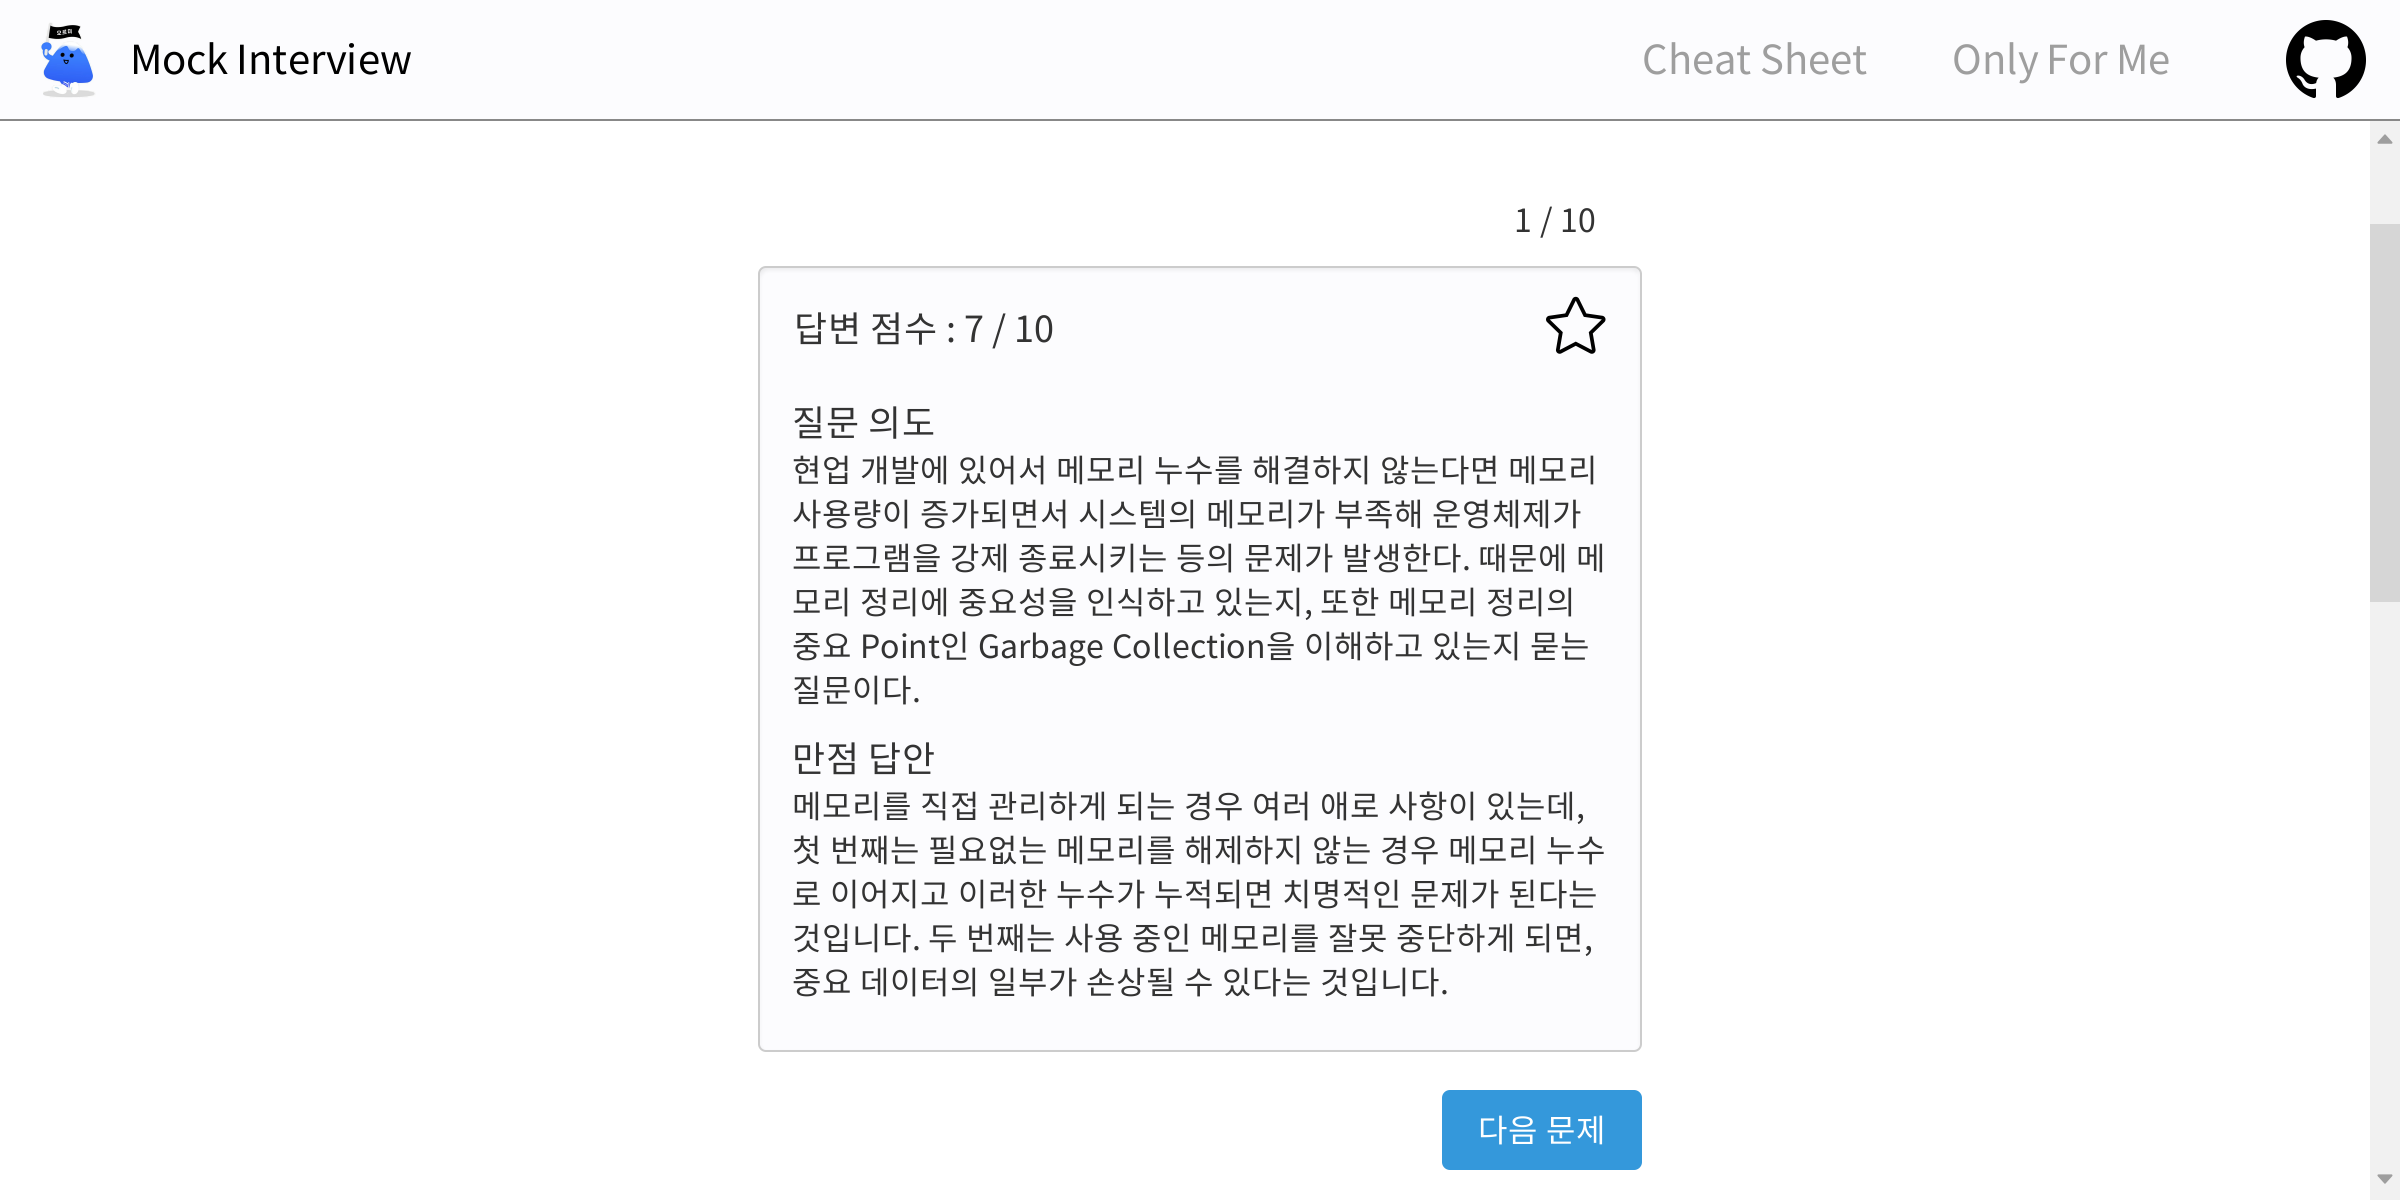 오르미
Mock Interview
Cheat Sheet
Only For Me
1 / 10
답변 점수 : 7 / 10
질문 의도
현업 개발에 있어서 메모리 누수를 해결하지 않는다면 메모리
사용량이 증가되면서 시스템의 메모리가 부족해 운영체제가
프로그램을 강제 종료시키는 등의 문제가 발생한다. 때문에 메
모리 정리에 중요성을 인식하고 있는지, 또한 메모리 정리의
중요 Point인 Garbage Collection을 이해하고 있는지 묻는
질문이다.
만점 답안
메모리를 직접 관리하게 되는 경우 여러 애로 사항이 있는데,
첫 번째는 필요없는 메모리를 해제하지 않는 경우 메모리 누수
로 이어지고 이러한 누수가 누적되면 치명적인 문제가 된다는
것입니다. 두 번째는 사용 중인 메모리를 잘못 중단하게 되면,
중요 데이터의 일부가 손상될 수 있다는 것입니다.
다음 문제